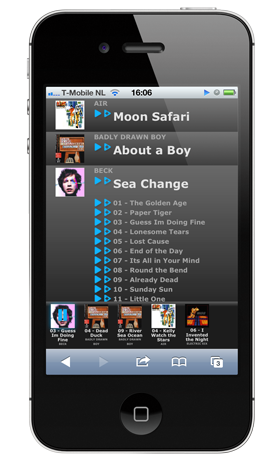 T-Mobile NL 16:06
AIR
Moon Safari
BADLY DRAWN BOY
About a Boy
BECK
Sea Change
01 - The Golden Age
02 - Paper Tiger
03 - Guess Im Doing Fine
04 - Lonesome Tears
05 - Lost Cause
06 - End of the Day
07 - Its All in Your Mind
08 - Round the Bend
09 - Already Dead
10 - Sunday Sun
11 - Little One
03 - Guess
Im Doing
Fine
BECK
04 - Dead
Duck
BADLY DRAWN
BOY
09 - River
Sea Ocean
BADLY DRAWN
BOY
04 - Kelly
Watch the
Stars
AIR
06 - I
Invented
the Night
3